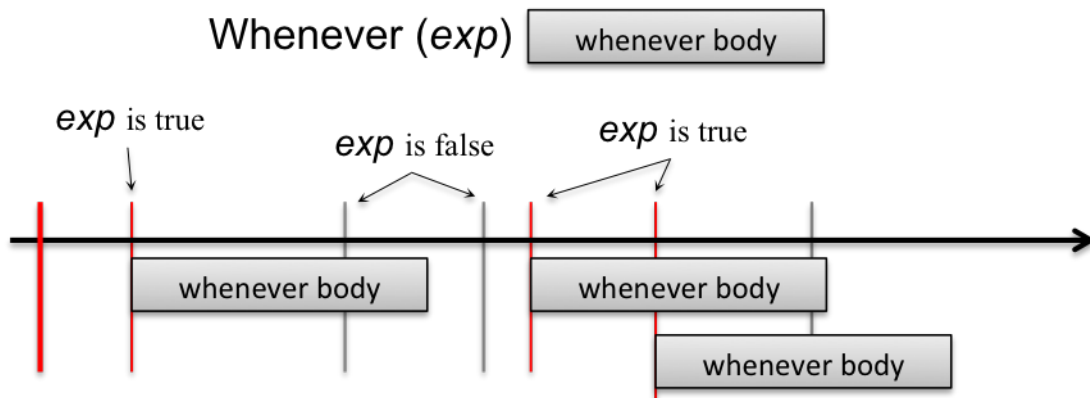 Whenever (exp) whenever body
exp is true
exp is false
exp is true
whenever body
whenever body
whenever body